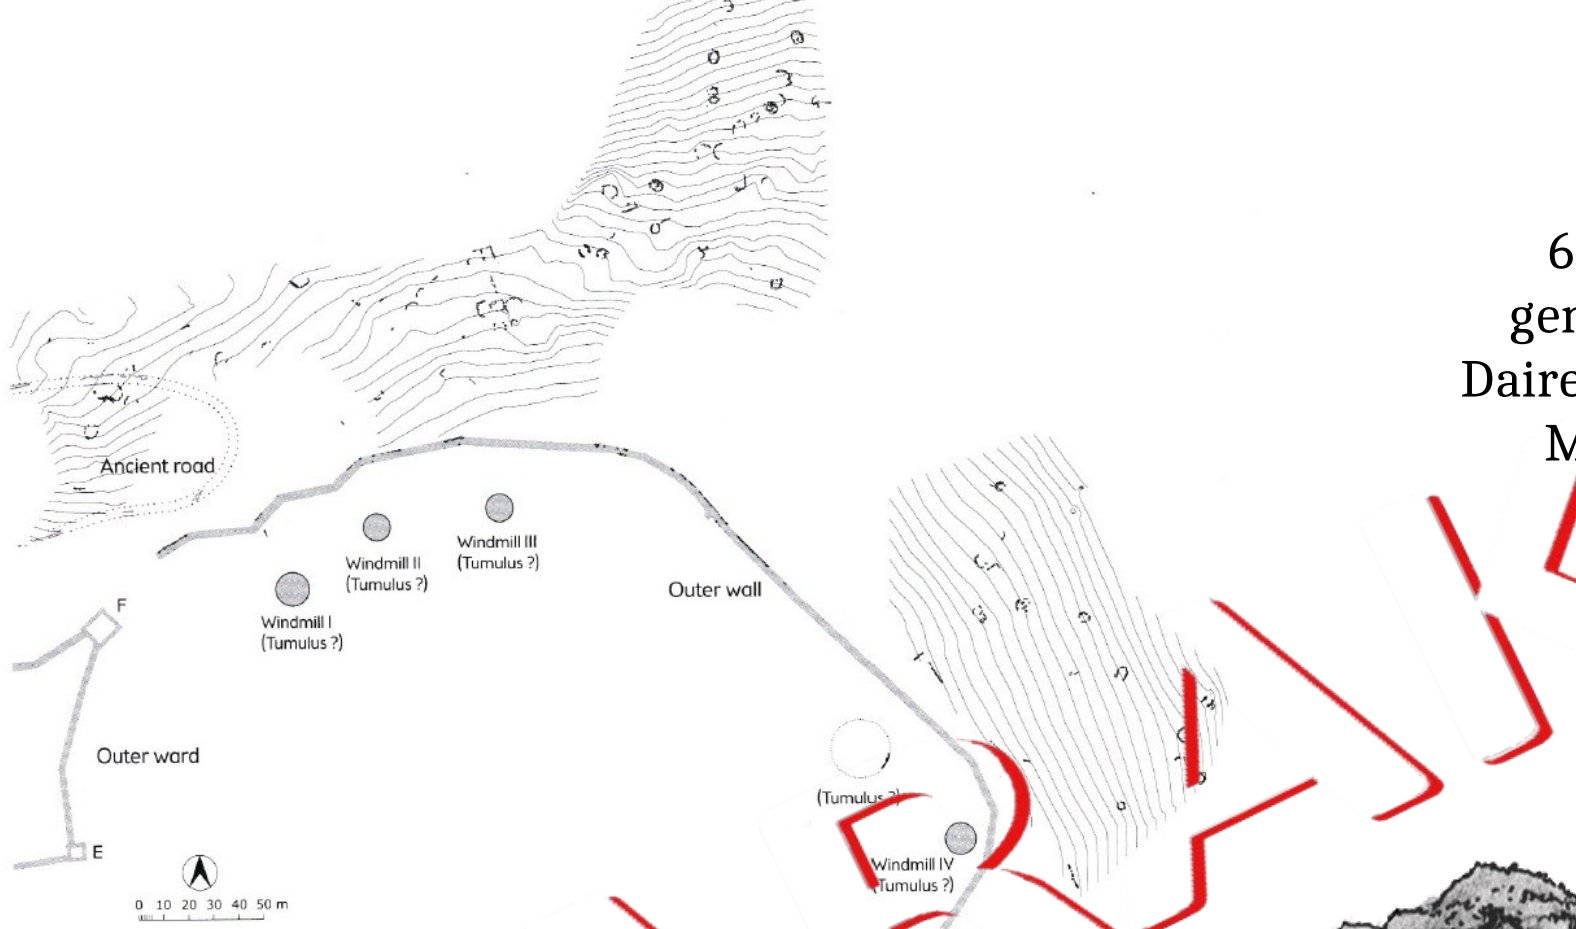 6
ger
Daire
M
Ancient road
Windmill III
(Tumulus ?)
Windmill II
(Tumulus ?)
Windmill I
(Tumulus ?)
Outer wall
F
Outer ward
(Tumulus ?)
E
Windmill IV
(Tumulus ?)
0 10 20 30 40 50 m